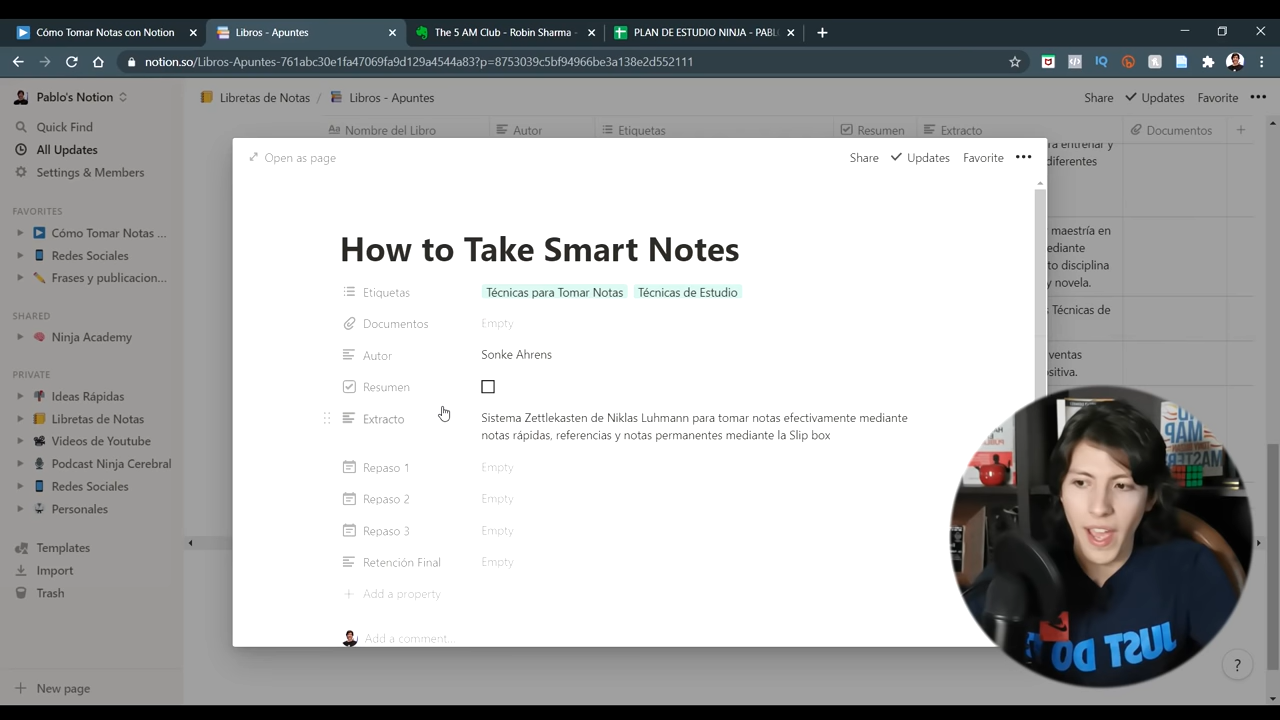 Cómo Tomar Notas con Notion
Libros - Apuntes
The 5 AM Club - Robin Sharma -
PLAN DE ESTUDIO NINJA - PABL
notion.so/Libros-Apuntes-761abc30e1fa47069fa9d129a4544a83?p=8753039c5bf94966be3a138e2d552111
Pablo's Notion
Libretas de Notas / Libros - Apuntes
Share Updates Favorite
Quick Find
All Updates
Settings & Members
FAVORITES
Cómo Tomar Notas ...
Redes Sociales
Frases y publicacion...
SHARED
Ninja Academy
PRIVATE
Ideas Rápidas
Libretas de Notas
Videos de Youtube
Podcast Ninja Cerebral
Redes Sociales
Personales
Templates
Import
Trash
New page
Nombre del Libro Autor Etiquetas Resumen Extracto Documentos
ra entrenar y
diferentes
maestría en
ediante
to disciplina
y novela.
s Técnicas de
ventas
sitiva.
Open as page
Share Updates Favorite
How to Take Smart Notes
Etiquetas Técnicas para Tomar Notas Técnicas de Estudio
Documentos Empty
Autor Sonke Ahrens
Resumen
Extracto Sistema Zettlekasten de Niklas Luhmann para tomar notas efectivamente mediante
notas rápidas, referencias y notas permanentes mediante la Slip box
Repaso 1 Empty
Repaso 2 Empty
Repaso 3 Empty
Retención Final Empty
Add a property
Add a comment...
MAP
MASTERY
JUST DO
?